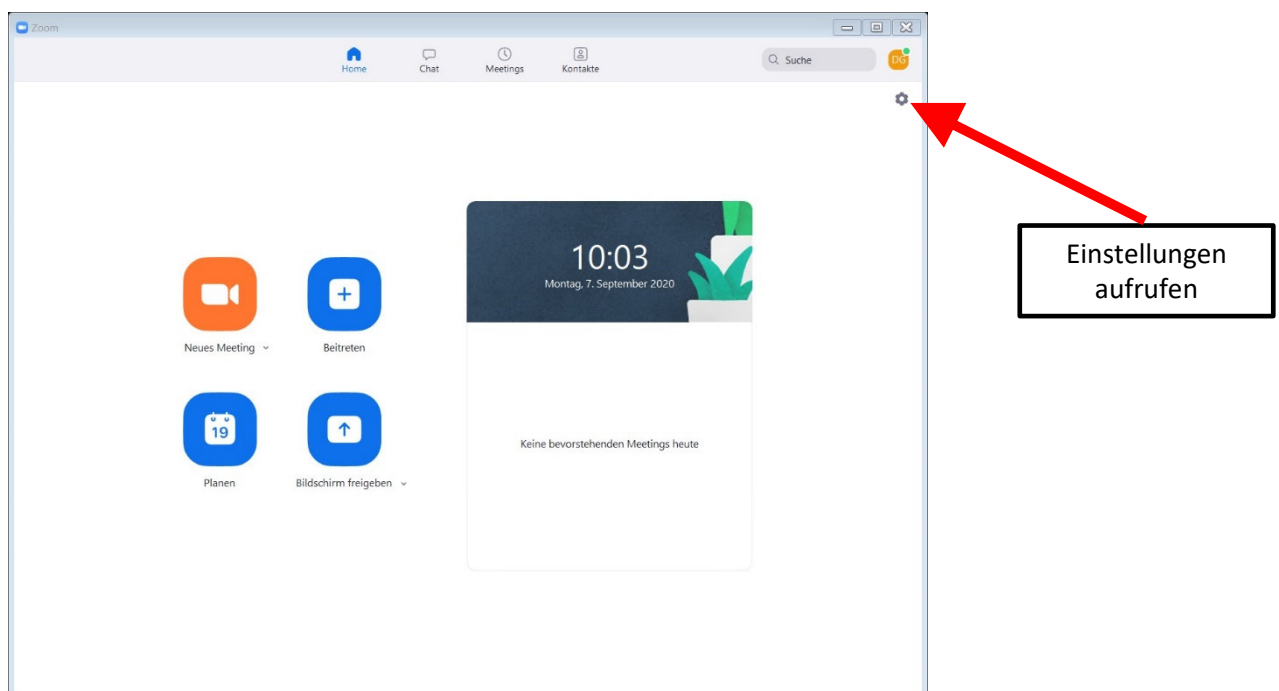 Zoom
Home
Chat
Meetings
Kontakte
Suche
DG
Einstellungen
aufrufen
10:03
Montag, 7. September 2020
Neues Meeting
Beitreten
19
Planen
Bildschirm freigeben
Keine bevorstehenden Meetings heute